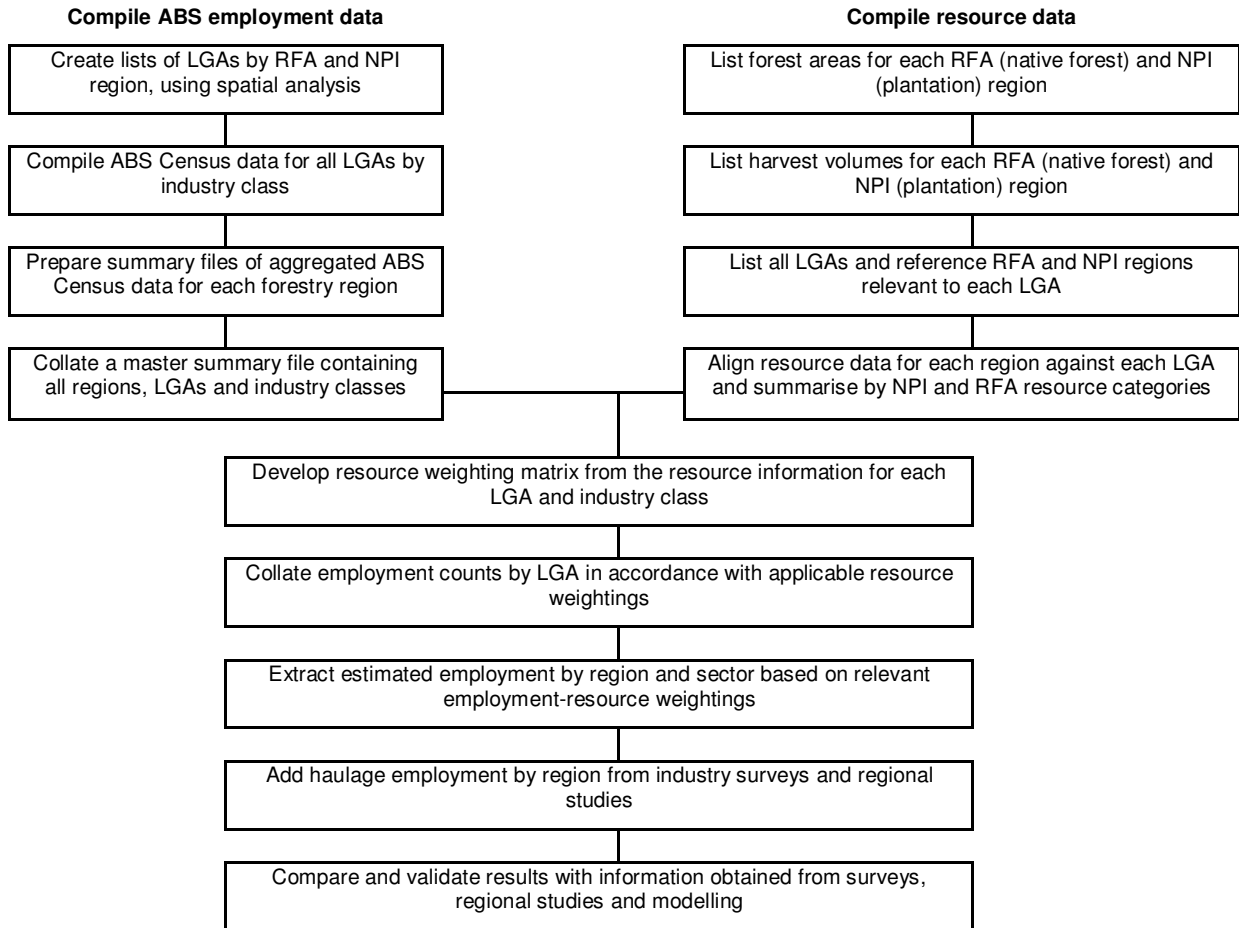 Compile ABS employment data
Create lists of LGAs by RFA and NPI
region, using spatial analysis
Compile ABS Census data for all LGAs by
industry class
Prepare summary files of aggregated ABS
Census data for each forestry region
Collate a master summary file containing
all regions, LGAs and industry classes
Compile resource data
List forest areas for each RFA (native forest) and NPI
(plantation) region
List harvest volumes for each RFA (native forest) and
NPI (plantation) region
List all LGAs and reference RFA and NPI regions
relevant to each LGA
Align resource data for each region against each LGA
and summarise by NPI and RFA resource categories
Develop resource weighting matrix from the resource information for each
LGA and industry class
Collate employment counts by LGA in accordance with applicable resource
weightings
Extract estimated employment by region and sector based on relevant
employment-resource weightings
Add haulage employment by region from industry surveys and regional
studies
Compare and validate results with information obtained from surveys,
regional studies and modelling